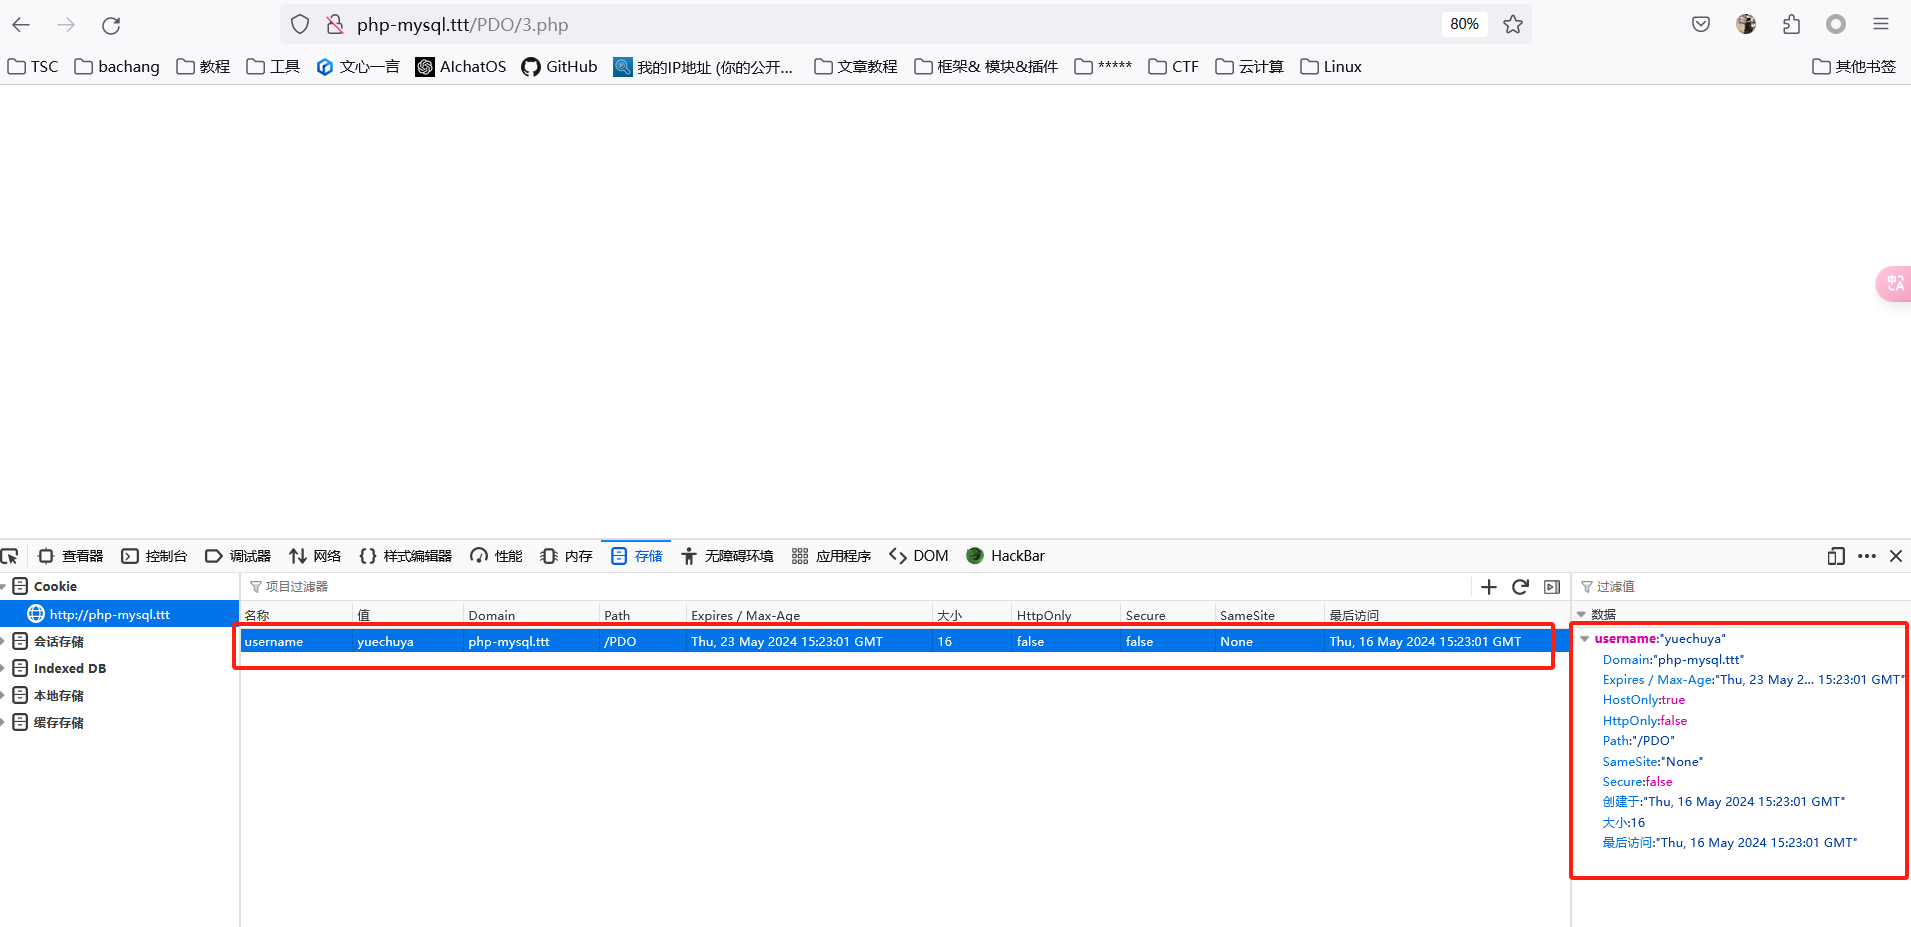 php-mysql.ttt/PDO/3.php 80%
TSC bachang 教程 工具 文心一言 AIchatOS GitHub 我的IP地址 (你的公开... 文章教程 框架& 模块&插件 ***** CTF 云计算 Linux 其他书签
中A
查看器 控制台 调试器 网络 样式编辑器 性能 内存 存储 无障碍环境 应用程序 DOM HackBar
Cookie 项目过滤器 过滤值
http://php-mysql.ttt 名称 值 Domain Path Expires / Max-Age 大小 HttpOnly Secure SameSite 最后访问 数据
username yuechuya php-mysql.ttt /PDO Thu, 23 May 2024 15:23:01 GMT 16 false false None Thu, 16 May 2024 15:23:01 GMT
会话存储
Indexed DB
本地存储
缓存存储
username:"yuechuya"
Domain:"php-mysql.ttt"
Expires / Max-Age:"Thu, 23 May 2... 15:23:01 GMT"
HostOnly:true
HttpOnly:false
Path:"/PDO"
SameSite:"None"
Secure:false
创建于:"Thu, 16 May 2024 15:23:01 GMT"
大小:16
最后访问:"Thu, 16 May 2024 15:23:01 GMT"